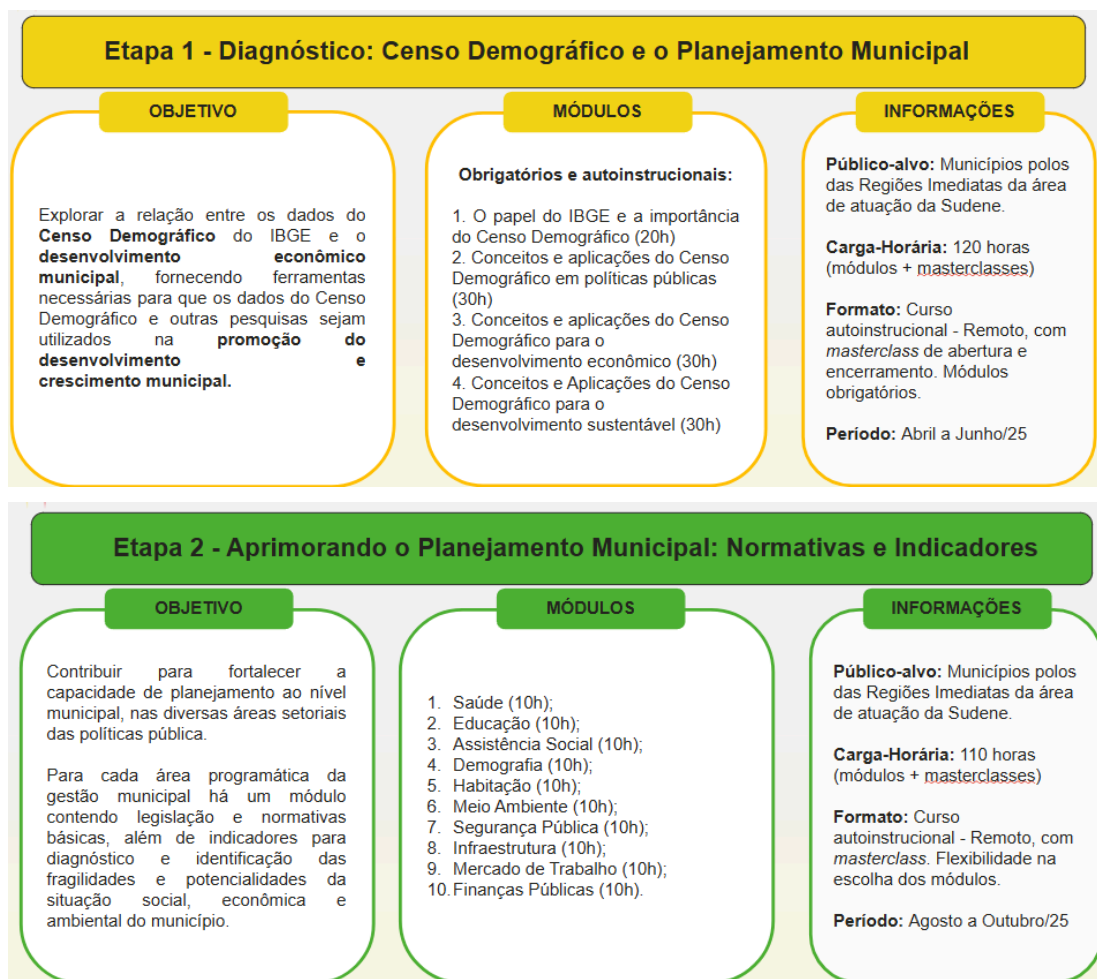 Etapa 1 - Diagnóstico: Censo Demográfico e o Planejamento Municipal
OBJETIVO
Explorar a relação entre os dados do
Censo Demográfico do IBGE e o
desenvolvimento econômico
municipal, fornecendo ferramentas
necessárias para que os dados do Censo
Demográfico e outras pesquisas sejam
utilizados na promoção do
desenvolvimento e
crescimento municipal.
MÓDULOS
Obrigatórios e autoinstrucionais:
1. O papel do IBGE e a importância
do Censo Demográfico (20h)
2. Conceitos e aplicações do Censo
Demográfico em políticas públicas
(30h)
3. Conceitos e aplicações do Censo
Demográfico para o
desenvolvimento econômico (30h)
4. Conceitos e Aplicações do Censo
Demográfico para o
desenvolvimento sustentável (30h)
INFORMAÇÕES
Público-alvo: Municípios polos
das Regiões Imediatas da área
de atuação da Sudene.
Carga-Horária: 120 horas
(módulos + masterclasses)
Formato: Curso
autoinstrucional - Remoto, com
masterclass de abertura e
encerramento. Módulos
obrigatórios.
Período: Abril a Junho/25
Etapa 2 - Aprimorando o Planejamento Municipal: Normativas e Indicadores
OBJETIVO
Contribuir para fortalecer a
capacidade de planejamento ao nível
municipal, nas diversas áreas setoriais
das políticas pública.
Para cada área programática da
gestão municipal há um módulo
contendo legislação e normativas
básicas, além de indicadores para
diagnóstico e identificação das
fragilidades e potencialidades da
situação social, econômica e
ambiental do município.
MÓDULOS
1. Saúde (10h);
2. Educação (10h);
3. Assistência Social (10h);
4. Demografia (10h);
5. Habitação (10h);
6. Meio Ambiente (10h);
7. Segurança Pública (10h);
8. Infraestrutura (10h);
9. Mercado de Trabalho (10h);
10. Finanças Públicas (10h).
INFORMAÇÕES
Público-alvo: Municípios polos
das Regiões Imediatas da área
de atuação da Sudene.
Carga-Horária: 110 horas
(módulos + masterclasses)
Formato: Curso
autoinstrucional - Remoto, com
masterclass. Flexibilidade na
escolha dos módulos.
Período: Agosto a Outubro/25